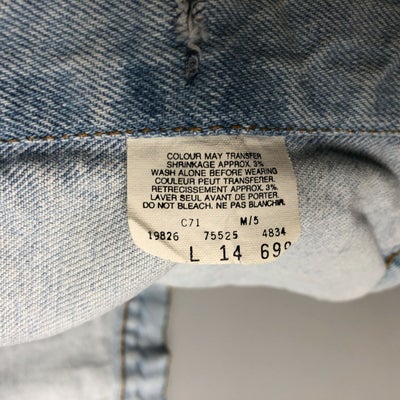 COLOUR MAY TRANSFER
SHRINKAGE APPROX. 3%
WASH ALONE BEFORE WEARING
COULEUR PEUT TRANSFERER.
RETRECISSEMENT APPROX. 3%
LAVER SEUL AVANT DE PORTER.
DO NOT BLEACH. NE PAS BLANCHIR.
C71 M/5
19826 75525 4834
L 14 699